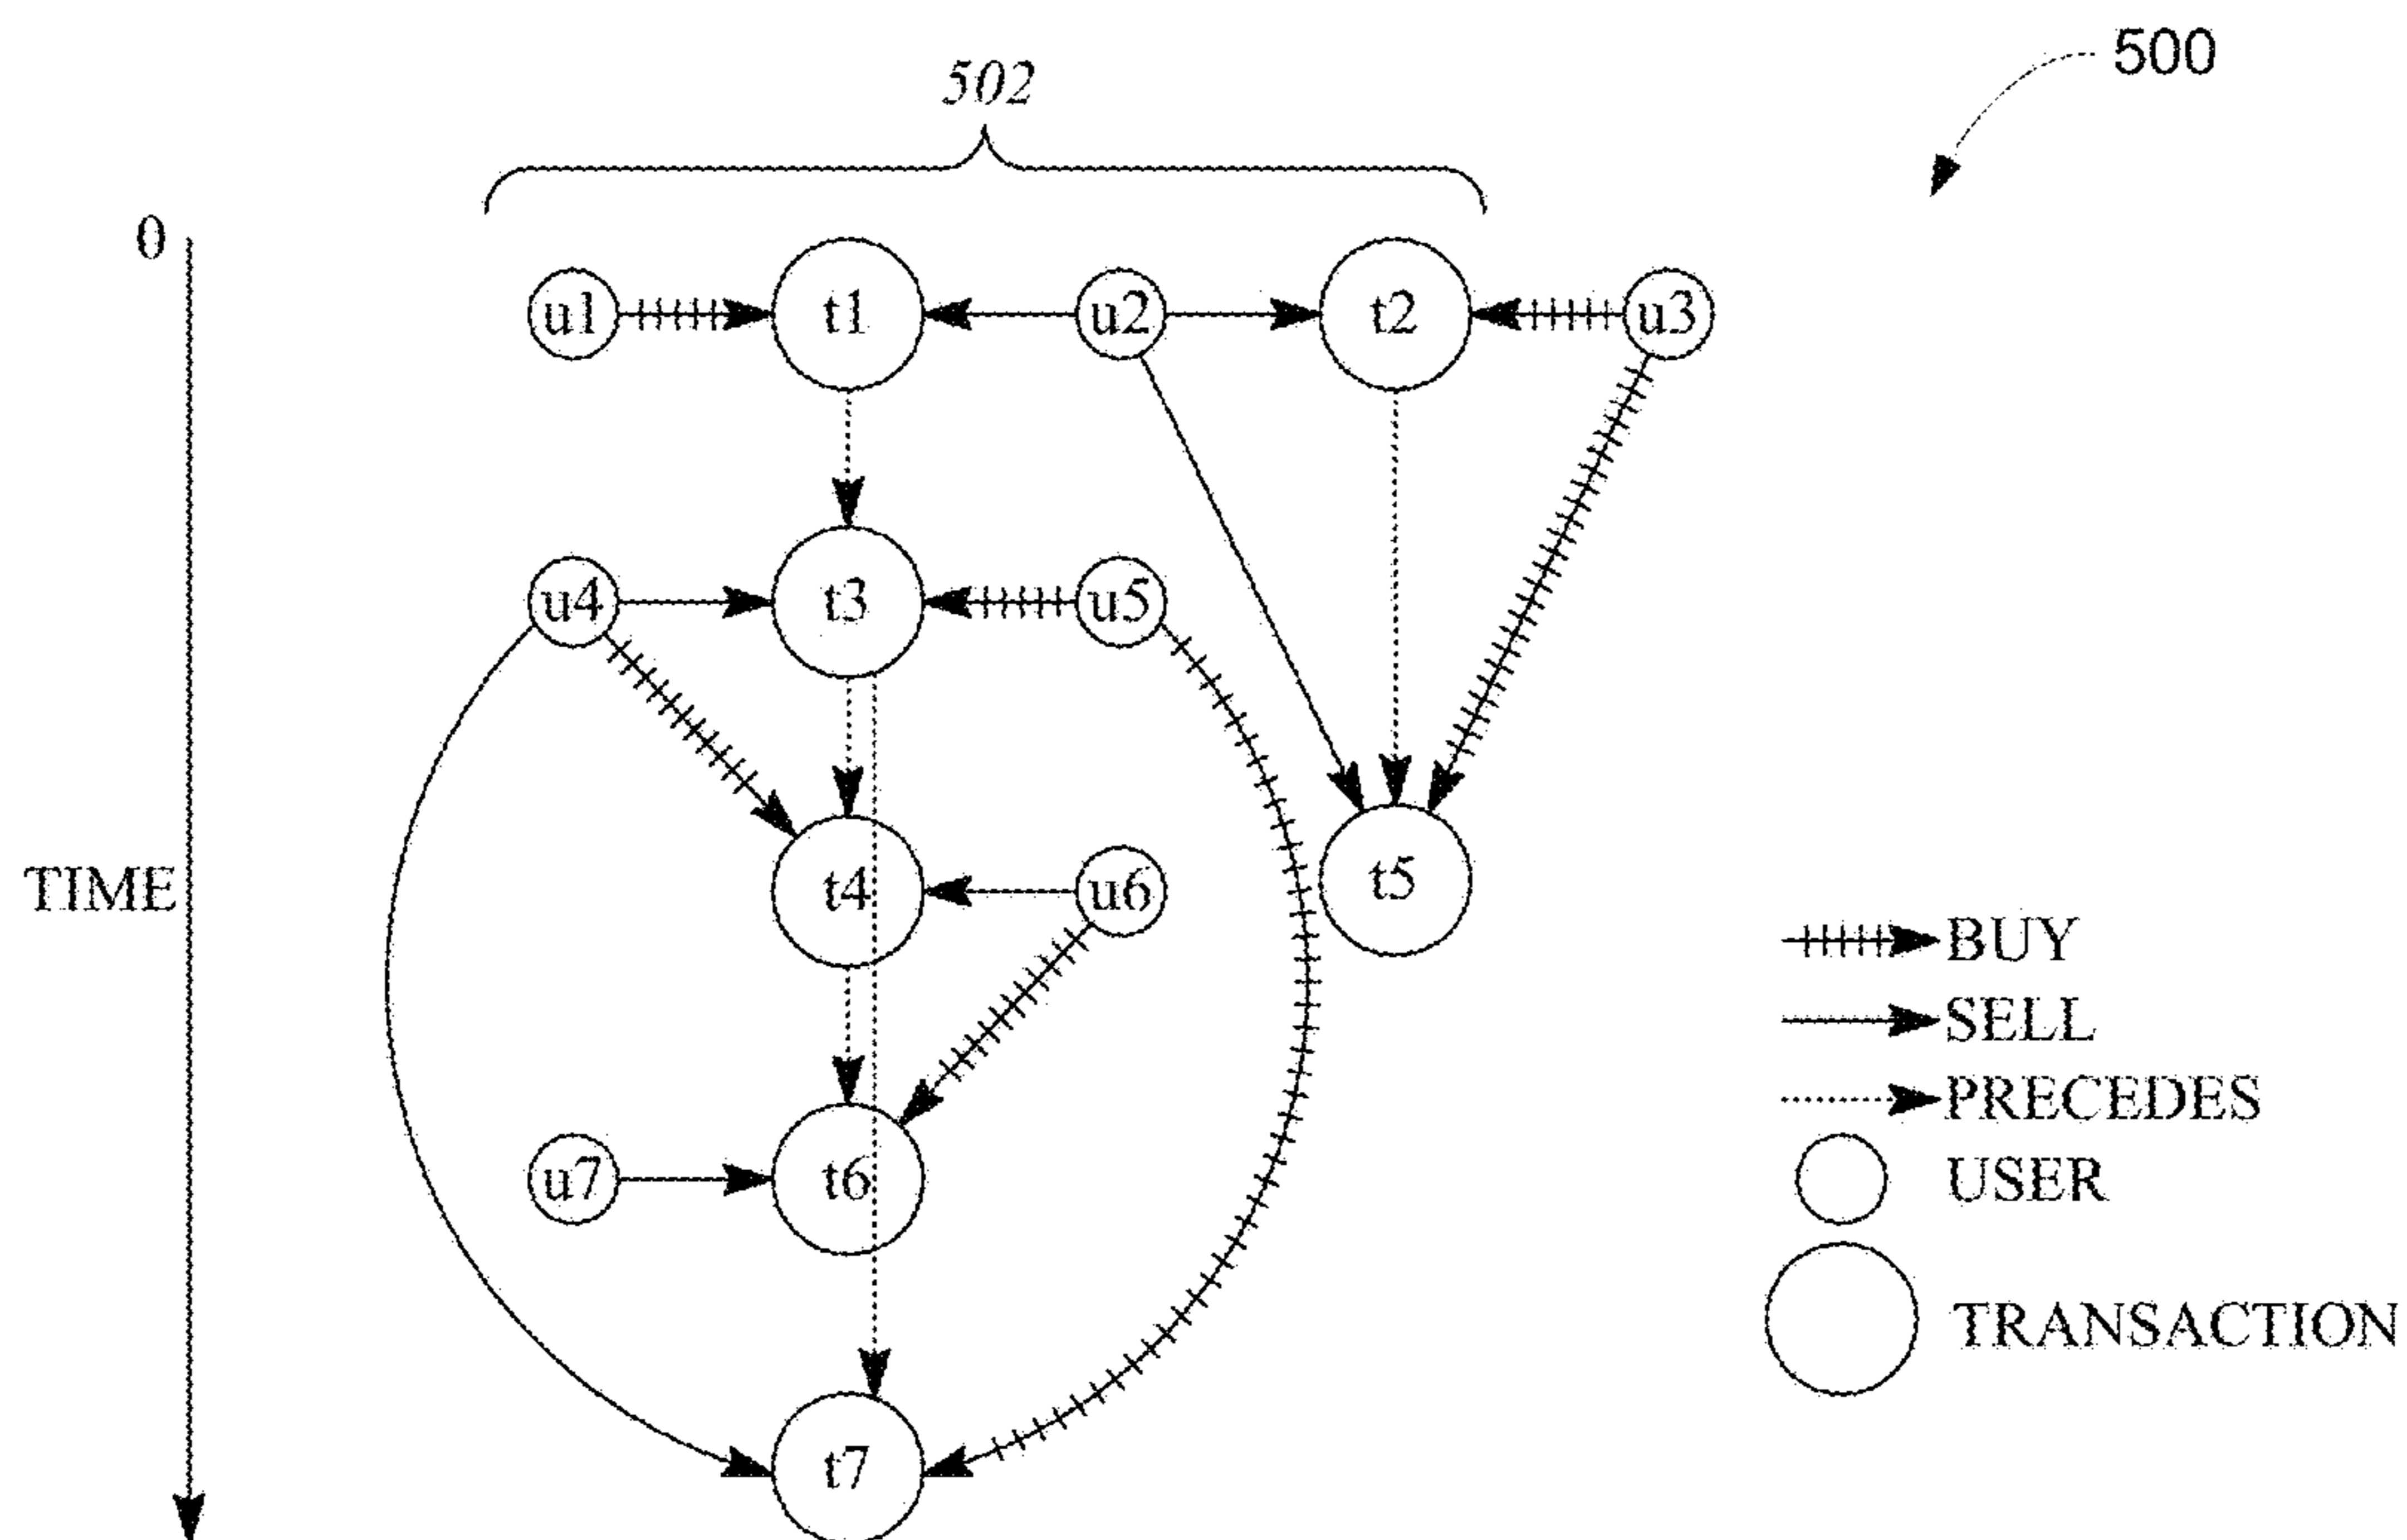 500
502
0
u1 t1 u2 t2 u3
u4 t3 u5
TIME
t4 u6 t5
u7 t6
t7
BUY
SELL
PRECEDES
USER
TRANSACTION